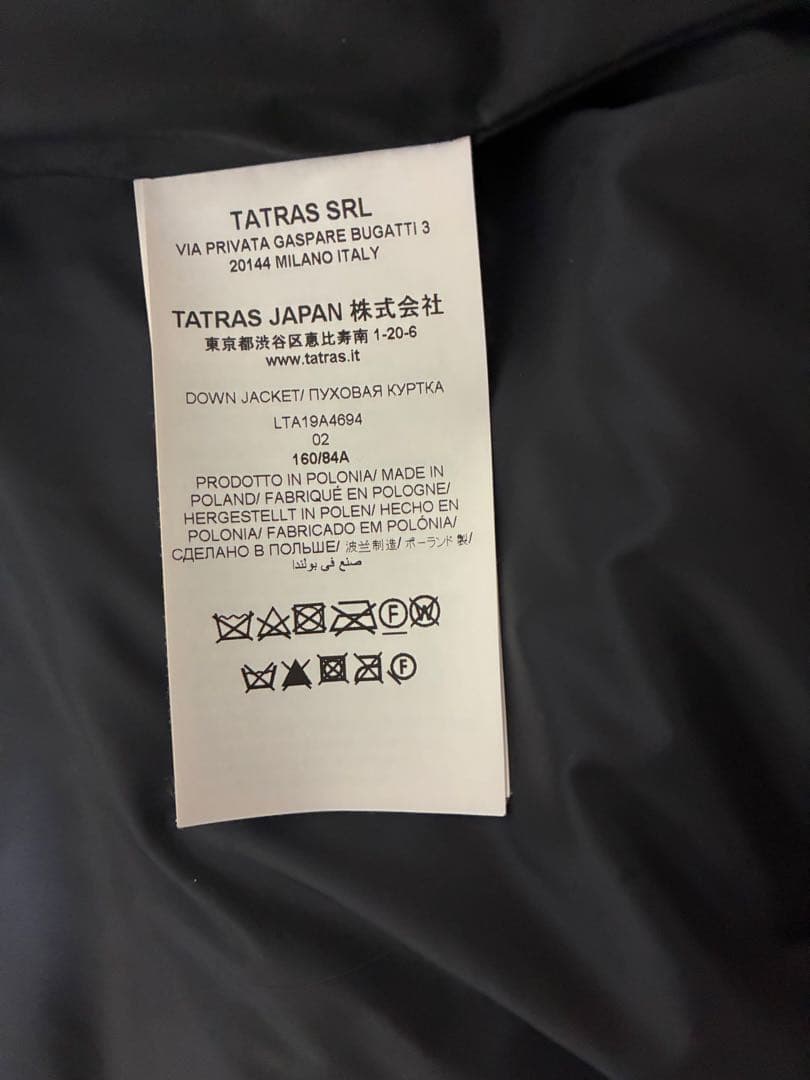 TATRAS SRL
VIA PRIVATA GASPARE BUGATTI 3
20144 MILANO ITALY
TATRAS JAPAN 株式会社
東京都渋谷区恵比寿南 1-20-6
www.tatras.it
DOWN JACKET/ ПУХОВАЯ КУРТКА
LTA19A4694
02
160/84A
PRODOTTO IN POLONIA/ MADE IN
POLAND/ FABRIQUÉ EN POLOGNE/
HERGESTELLT IN POLEN/ HECHO EN
POLONIA/ FABRICADO EM POLÓNIA/
СДЕЛАНО В ПОЛЬШЕ/ 波兰制造/ ポーランド 製/
صنع في بولندا
F W
F